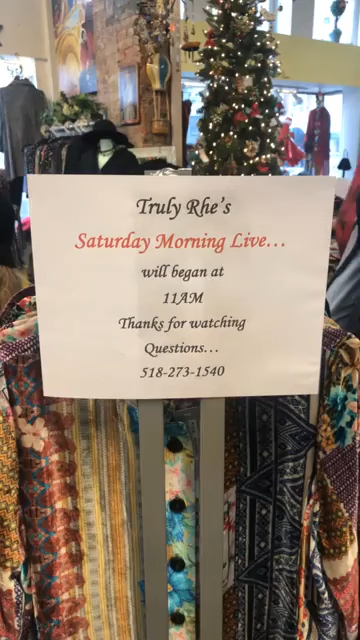 Truly Rhe's
Saturday Morning Live...
will began at
11AM
Thanks for watching
Questions...
518-273-1540